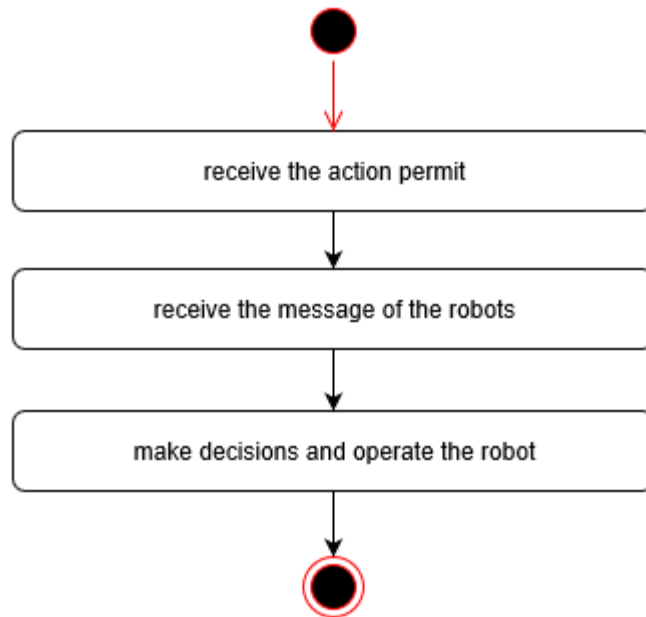 receive the action permit
receive the message of the robots
make decisions and operate the robot